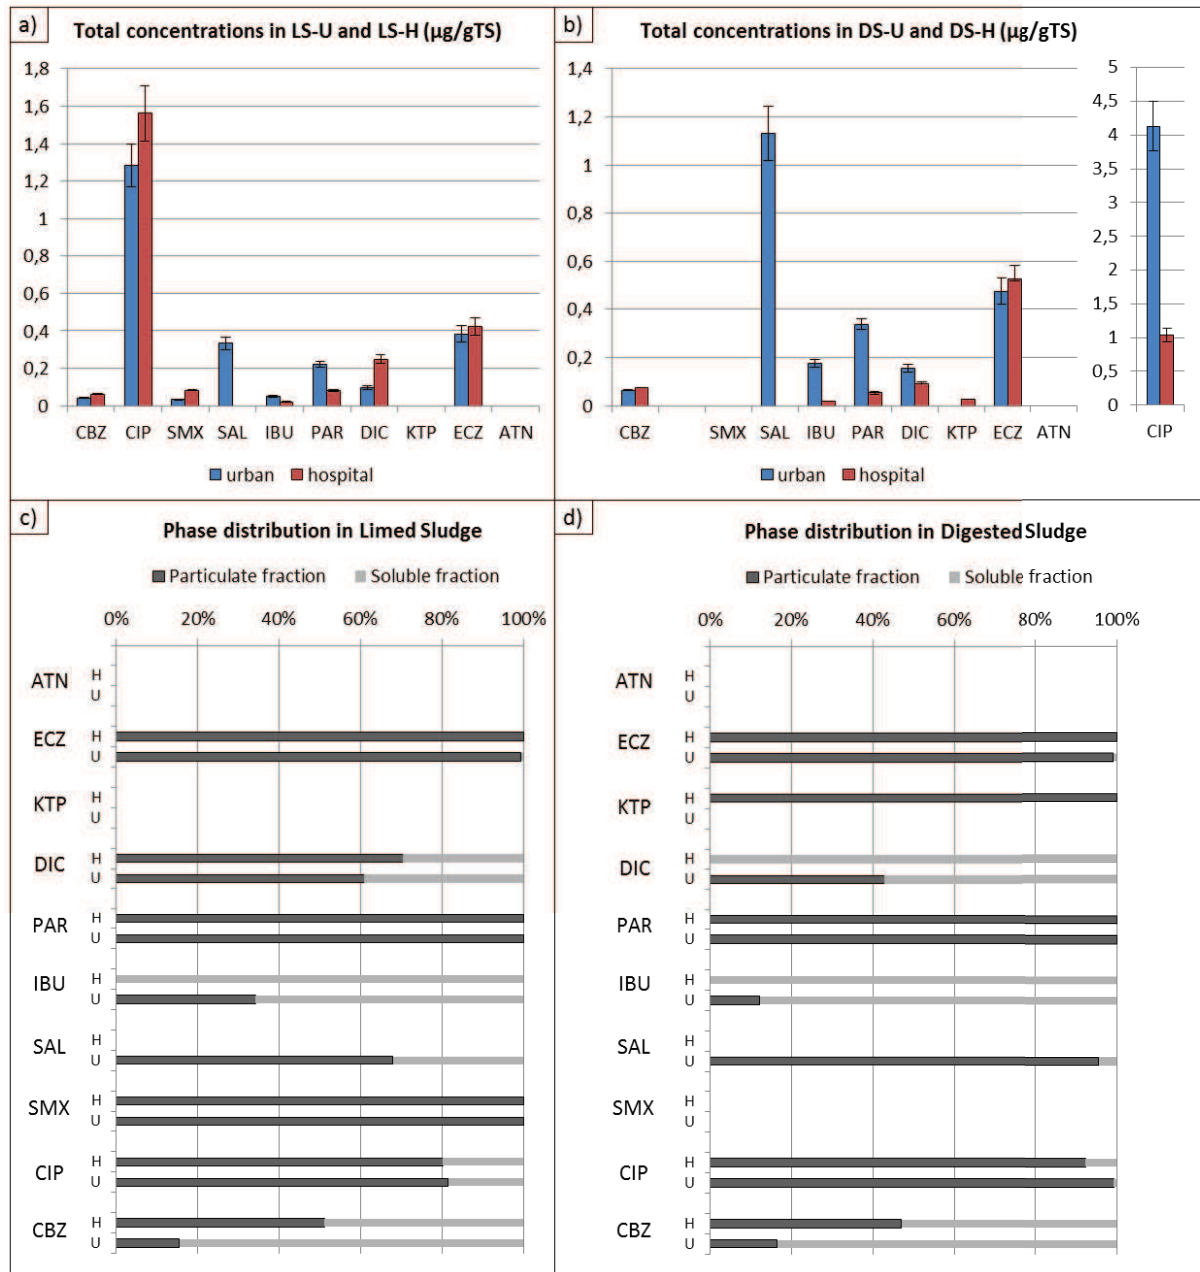 a)
Total concentrations in LS-U and LS-H (µg/gTS)
1,8
1,6
1,4
1,2
1
0,8
0,6
0,4
0,2
0
CBZ CIP SMX SAL IBU PAR DIC KTP ECZ ATN
urban hospital
b)
Total concentrations in DS-U and DS-H (µg/gTS)
1,4
1,2
1
0,8
0,6
0,4
0,2
0
CBZ SMX SAL IBU PAR DIC KTP ECZ ATN
urban hospital
5
4,5
4
3,5
3
2,5
2
1,5
1
0,5
0
CIP
c)
Phase distribution in Limed Sludge
Particulate fraction Soluble fraction
0% 20% 40% 60% 80% 100%
ATN H
U
ECZ H
U
KTP H
U
DIC H
U
PAR H
U
IBU H
U
SAL H
U
SMX H
U
CIP H
U
CBZ H
U
d)
Phase distribution in Digested Sludge
Particulate fraction Soluble fraction
0% 20% 40% 60% 80% 100%
ATN H
U
ECZ H
U
KTP H
U
DIC H
U
PAR H
U
IBU H
U
SAL H
U
SMX H
U
CIP H
U
CBZ H
U